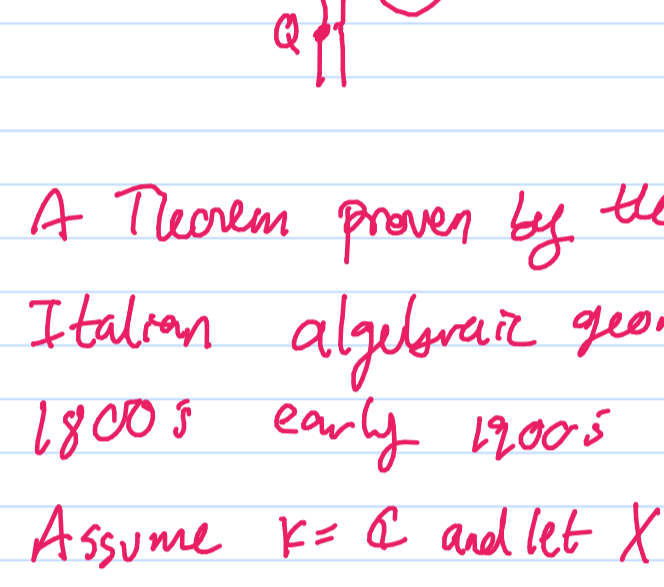 Q
A Theorem proven by the
Italian algebraic geo
1800s early 1900s
Assume k = ℂ and let X